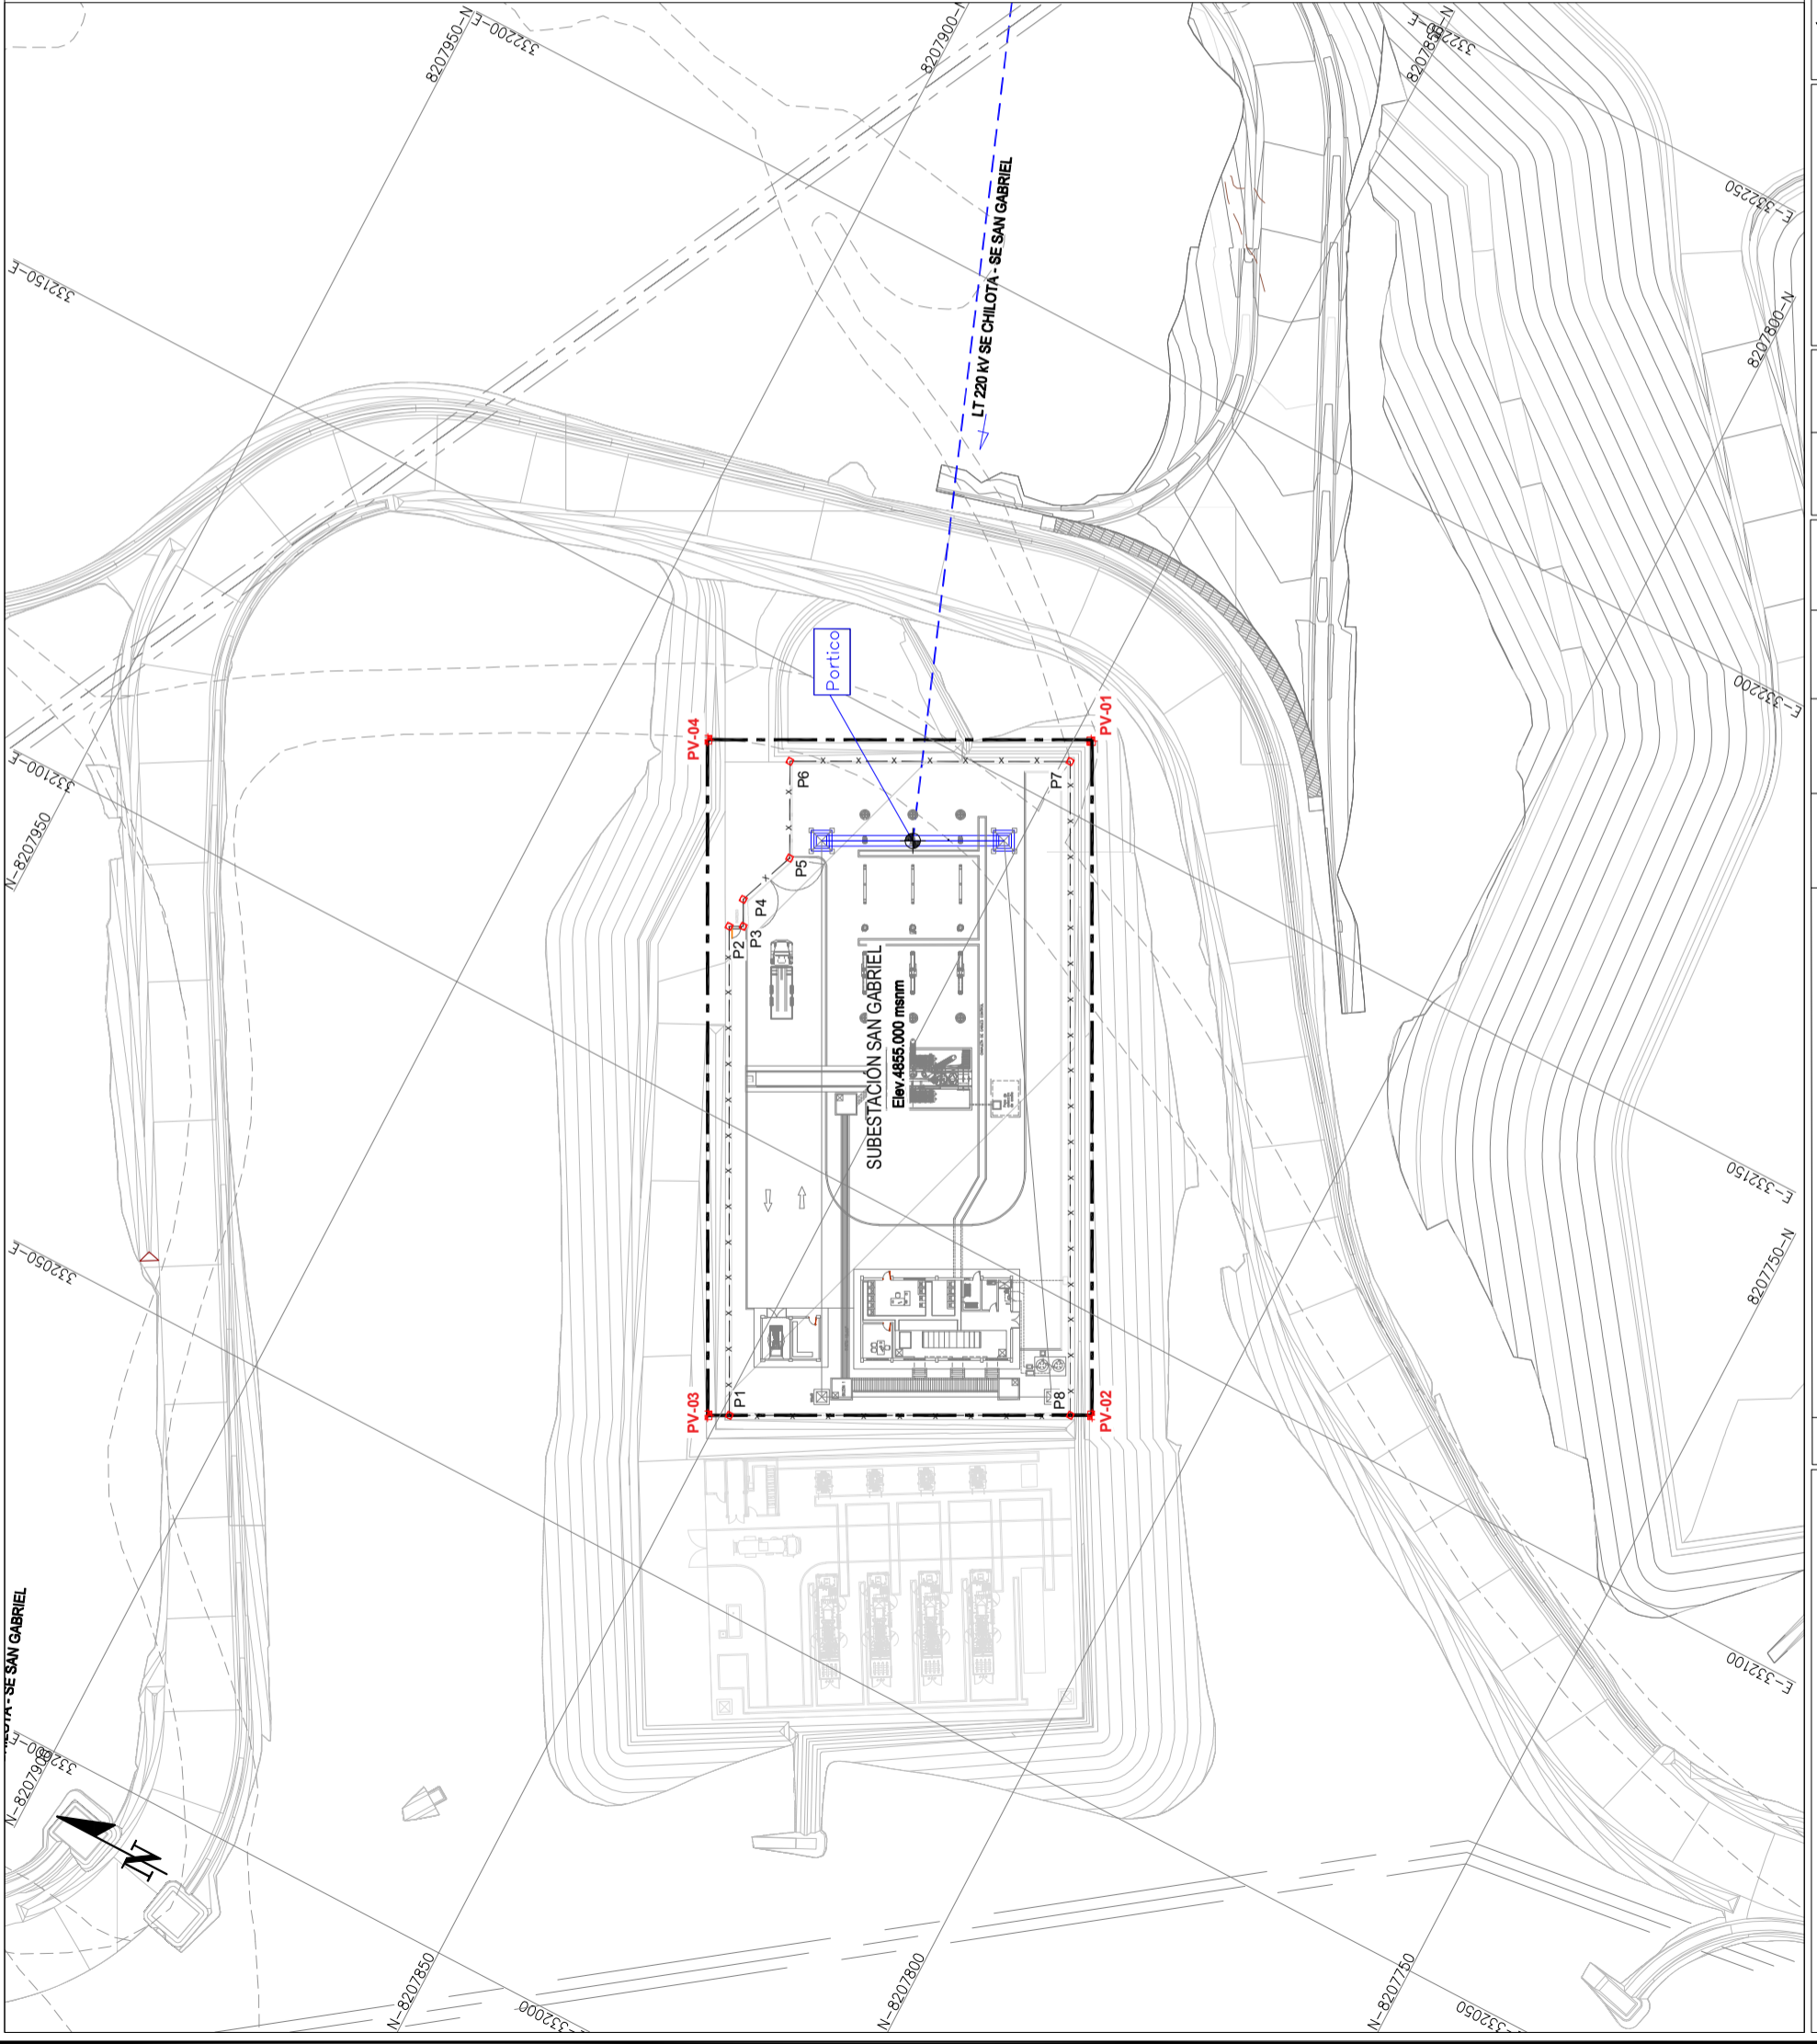 8207950-N
E-332200
8207900-N
8207850-N
E-332250
E-332150
LT 220 kV SE CHILOTA - SE SAN GABRIEL
E-332250
8207800-N
Portico
PV-04
PV-01
E-332100
E-332200
P6
P7
N-8207950
P5
P4
P3
P2
SUBESTACION SAN GABRIEL
Elev.4855.000 msnm
E-332150
E-332050
8207750-N
PV-03
P1
P8
PV-02
SE SAN GABRIEL
E-332100
N
N-8207850
N-8207800
N-8207750
332000
332050